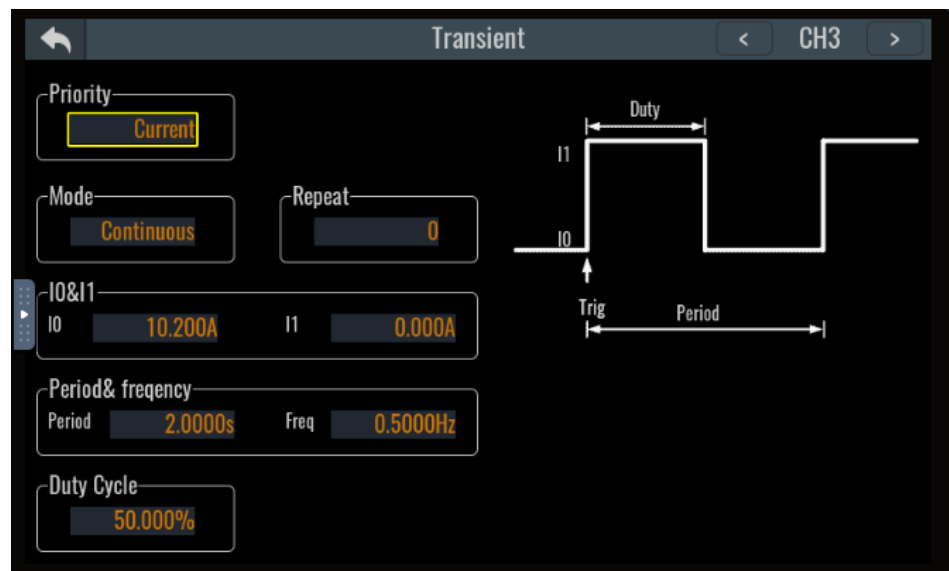 Transient < CH3 >
Priority
Current
Mode
Continuous
Repeat
0
I0&I1
I0 10.200A I1 0.000A
Period& freqency
Period 2.0000s Freq 0.5000Hz
Duty Cycle
50.000%
Duty
I1
I0
Trig
Period